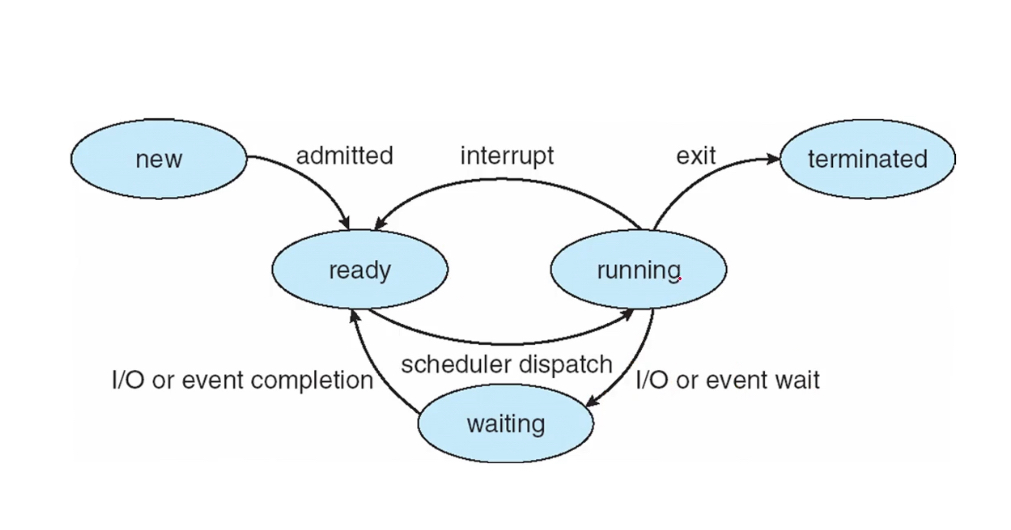 new
admitted
interrupt
exit
terminated
ready
running
scheduler dispatch
I/O or event completion
I/O or event wait
waiting